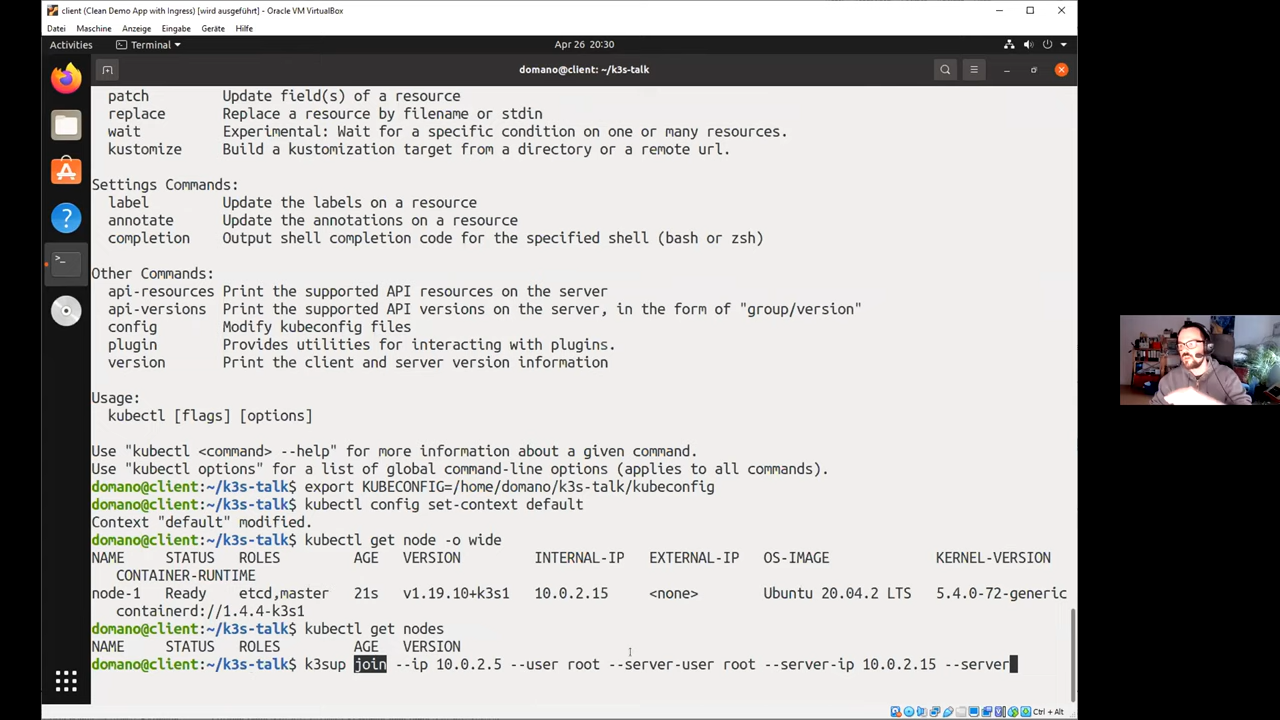 client (Clean Demo App with Ingress) [wird ausgeführt] - Oracle VM VirtualBox
Datei Maschine Anzeige Eingabe Geräte Hilfe
Activities Terminal Apr 26 20:30
domano@client: ~/k3s-talk
patch Update field(s) of a resource
replace Replace a resource by filename or stdin
wait Experimental: Wait for a specific condition on one or many resources.
kustomize Build a kustomization target from a directory or a remote url.
Settings Commands:
label Update the labels on a resource
annotate Update the annotations on a resource
completion Output shell completion code for the specified shell (bash or zsh)
Other Commands:
api-resources Print the supported API resources on the server
api-versions Print the supported API versions on the server, in the form of "group/version"
config Modify kubeconfig files
plugin Provides utilities for interacting with plugins.
version Print the client and server version information
Usage:
kubectl [flags] [options]
Use "kubectl <command> --help" for more information about a given command.
Use "kubectl options" for a list of global command-line options (applies to all commands).
domano@client:~/k3s-talk$ export KUBECONFIG=/home/domano/k3s-talk/kubeconfig
domano@client:~/k3s-talk$ kubectl config set-context default
Context "default" modified.
domano@client:~/k3s-talk$ kubectl get node -o wide
NAME STATUS ROLES AGE VERSION INTERNAL-IP EXTERNAL-IP OS-IMAGE KERNEL-VERSION
CONTAINER-RUNTIME
node-1 Ready etcd,master 21s v1.19.10+k3s1 10.0.2.15 <none> Ubuntu 20.04.2 LTS 5.4.0-72-generic
containerd://1.4.4-k3s1
domano@client:~/k3s-talk$ kubectl get nodes
NAME STATUS ROLES AGE VERSION
domano@client:~/k3s-talk$ k3sup join --ip 10.0.2.5 --user root --server-user root --server-ip 10.0.2.15 --server
Ctrl + Alt